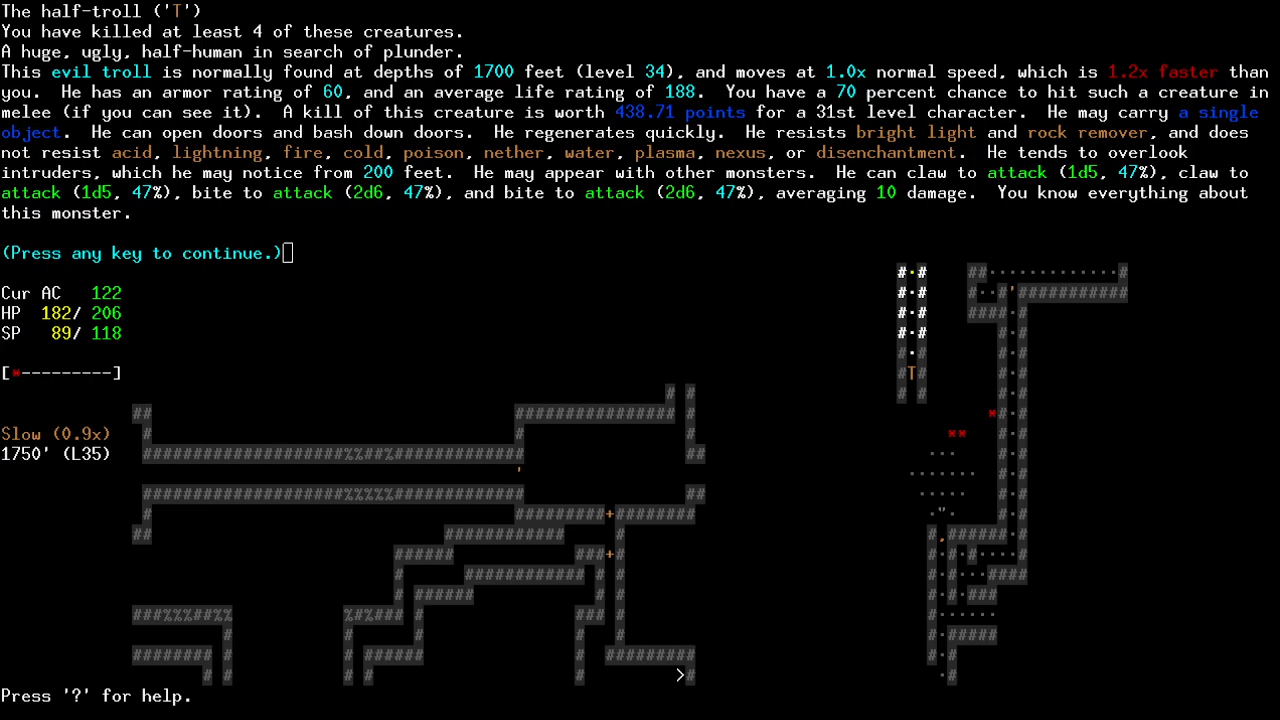 The half-troll ('T')
You have killed at least 4 of these creatures.
A huge, ugly, half-human in search of plunder.
This evil troll is normally found at depths of 1700 feet (level 34), and moves at 1.0x normal speed, which is 1.2x faster than
you.  He has an armor rating of 60, and an average life rating of 188.  You have a 70 percent chance to hit such a creature in
melee (if you can see it).  A kill of this creature is worth 438.71 points for a 31st level character.  He may carry a single
object.  He can open doors and bash down doors.  He regenerates quickly.  He resists bright light and rock remover, and does
not resist acid, lightning, fire, cold, poison, nether, water, plasma, nexus, or disenchantment.  He tends to overlook
intruders, which he may notice from 200 feet.  He may appear with other monsters.  He can claw to attack (1d5, 47%), claw to
attack (1d5, 47%), bite to attack (2d6, 47%), and bite to attack (2d6, 47%), averaging 10 damage.  You know everything about
this monster.
(Press any key to continue.)
Cur AC   122
HP  182/ 206
SP   89/ 118
[*---------]
Slow (0.9x)
1750' (L35)
Press '?' for help.